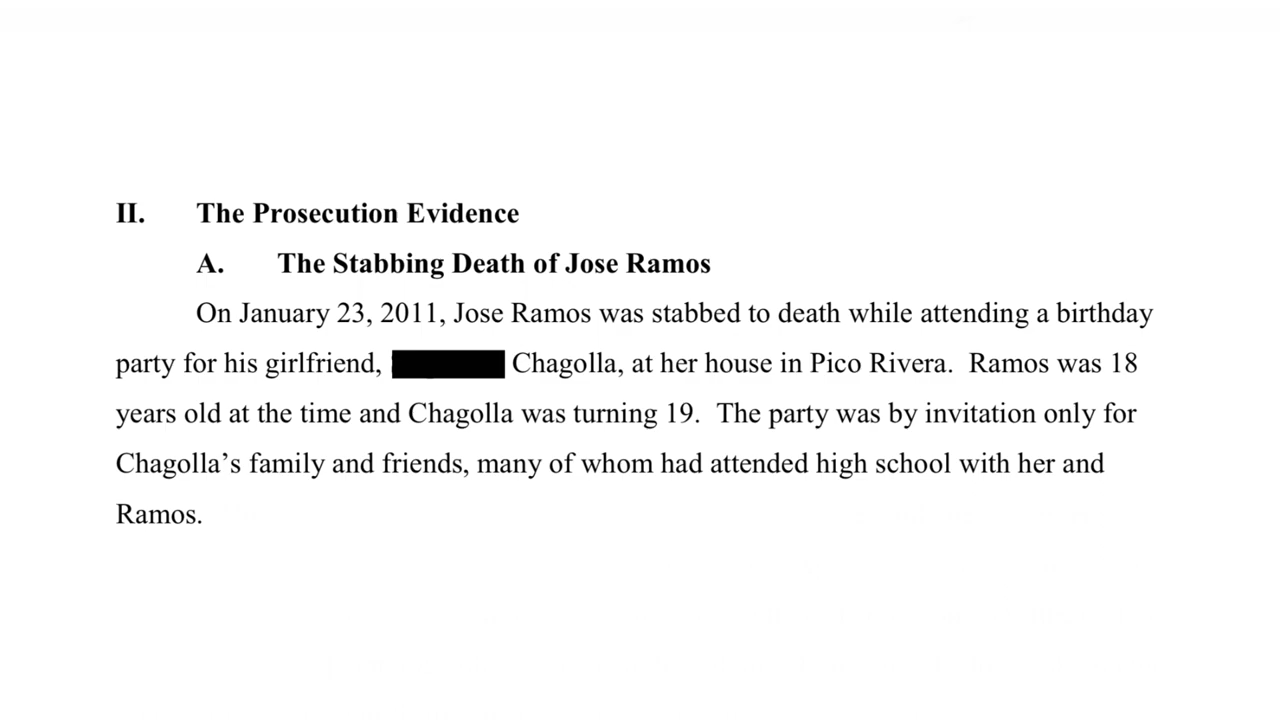 II. The Prosecution Evidence
A. The Stabbing Death of Jose Ramos
On January 23, 2011, Jose Ramos was stabbed to death while attending a birthday
party for his girlfriend, Chagolla, at her house in Pico Rivera. Ramos was 18
years old at the time and Chagolla was turning 19. The party was by invitation only for
Chagolla’s family and friends, many of whom had attended high school with her and
Ramos.